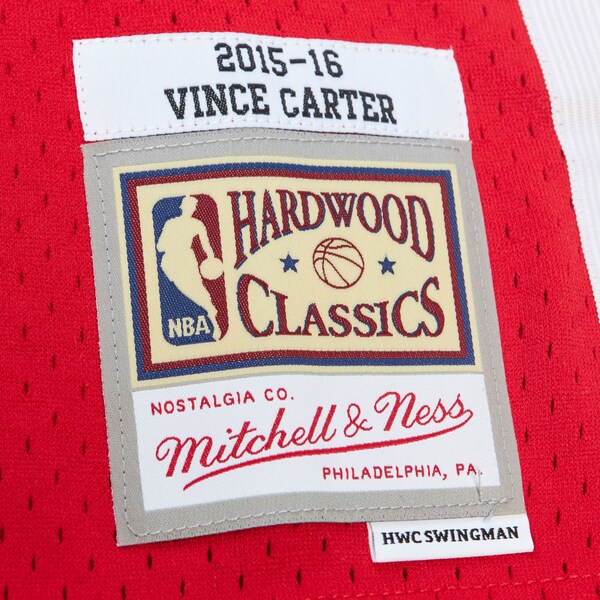 2015-16
VINCE CARTER
HARDWOOD
CLASSICS
NBA
NOSTALGIA CO.
Mitchell & Ness
PHILADELPHIA, PA.
HWC SWINGMAN